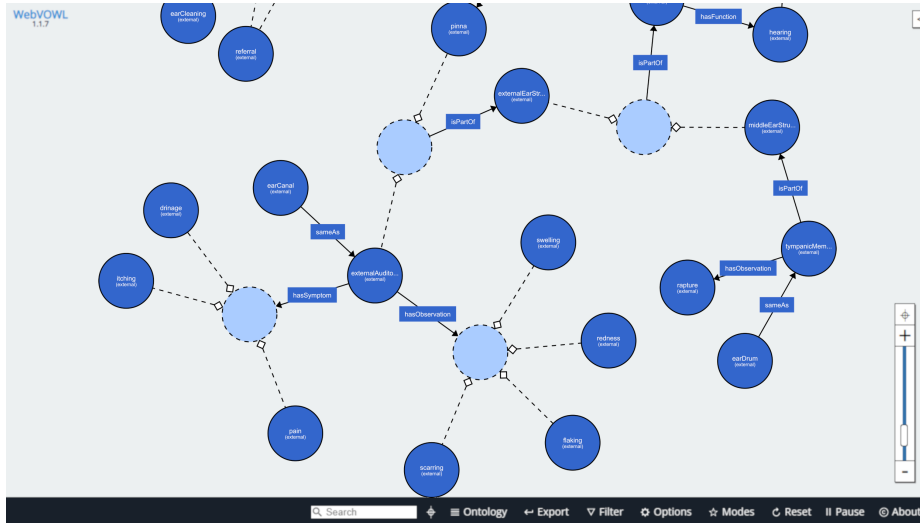 WebVOWL
1.1.7
earCleaning
(external)
referral
(external)
pinna
(external)
hasFunction
hearing
(external)
isPartOf
externalEarStr...
(external)
isPartOf
middleEarStru...
(external)
earCanal
(external)
isPartOf
drinage
(external)
sameAs
swelling
(external)
tympanicMem...
(external)
itching
(external)
externalAudito...
(external)
hasObservation
rapture
(external)
hasSymptom
sameAs
hasObservation
redness
(external)
earDrum
(external)
pain
(external)
flaking
(external)
scarring
(external)
Search
Ontology
Export
Filter
Options
Modes
Reset
Pause
About